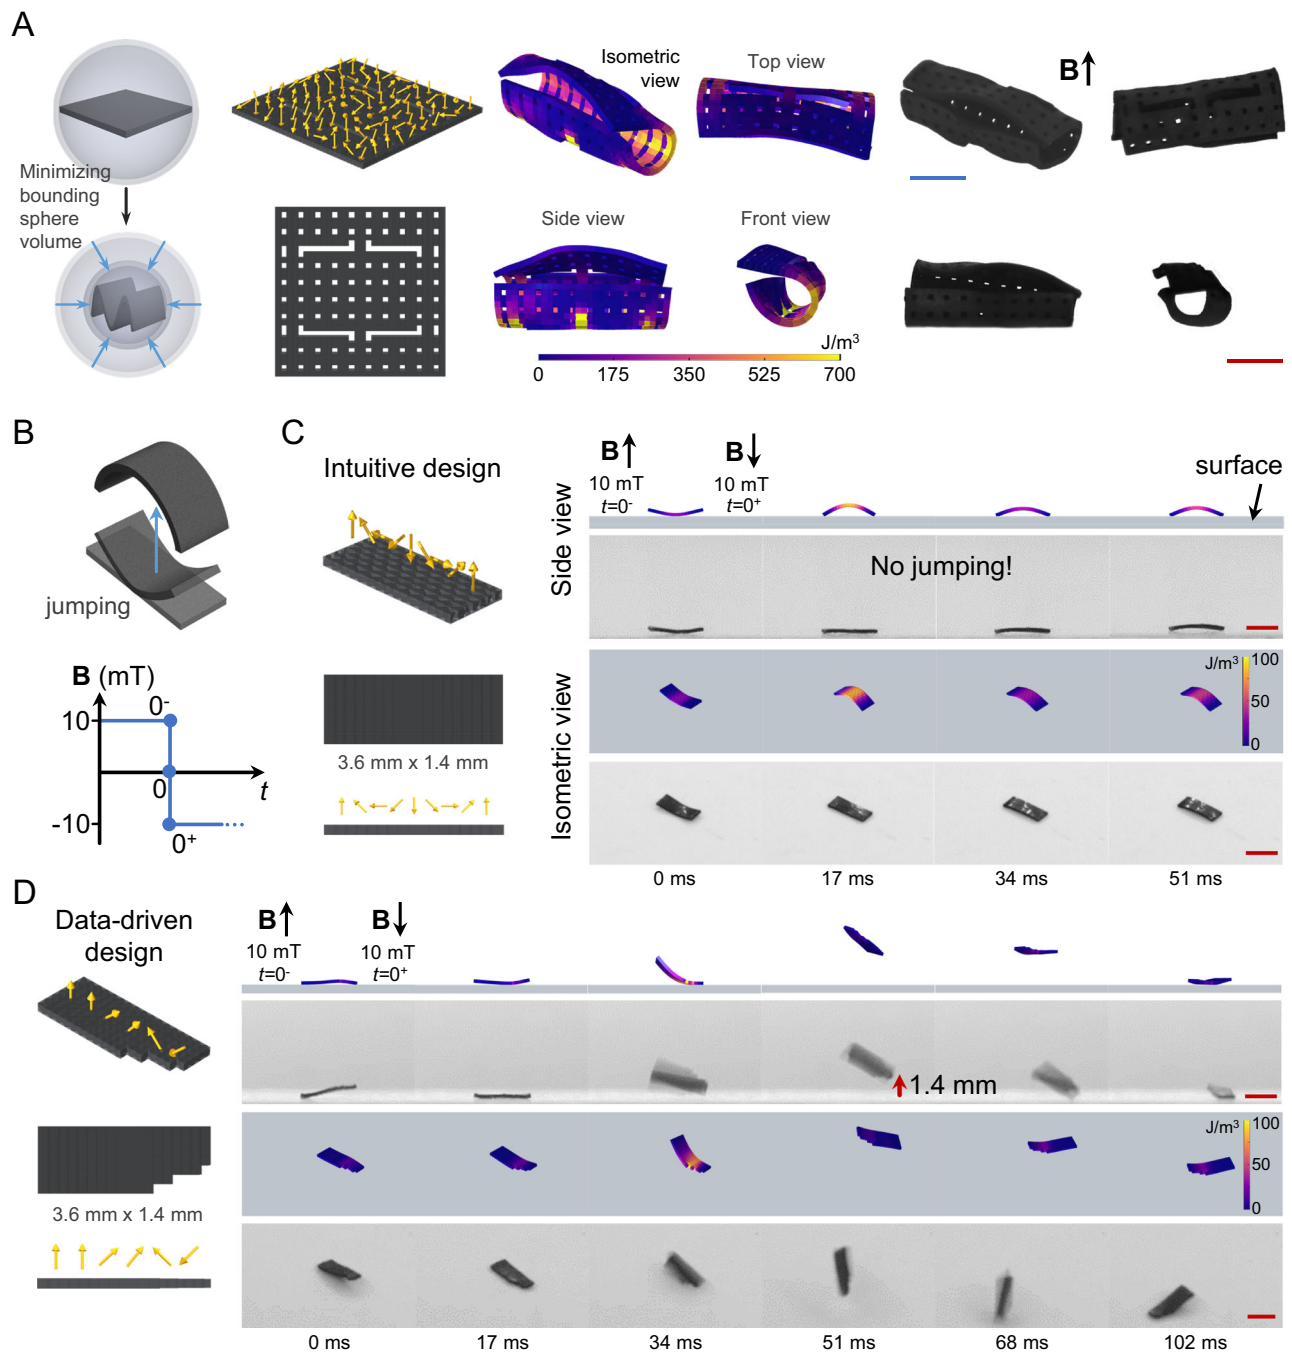 A
Minimizing
bounding
sphere
volume
Isometric
view
Top view
B
Side view
Front view
J/m³
0 175 350 525 700
B
jumping
B (mT)
10
0⁻
0
t
-10
0⁺
C
Intuitive design
3.6 mm x 1.4 mm
Side view
Isometric view
B
10 mT
t=0⁻
B
10 mT
t=0⁺
surface
No jumping!
J/m³
100
50
0
0 ms 17 ms 34 ms 51 ms
D
Data-driven
design
3.6 mm x 1.4 mm
B
10 mT
t=0⁻
B
10 mT
t=0⁺
1.4 mm
J/m³
100
50
0
0 ms 17 ms 34 ms 51 ms 68 ms 102 ms